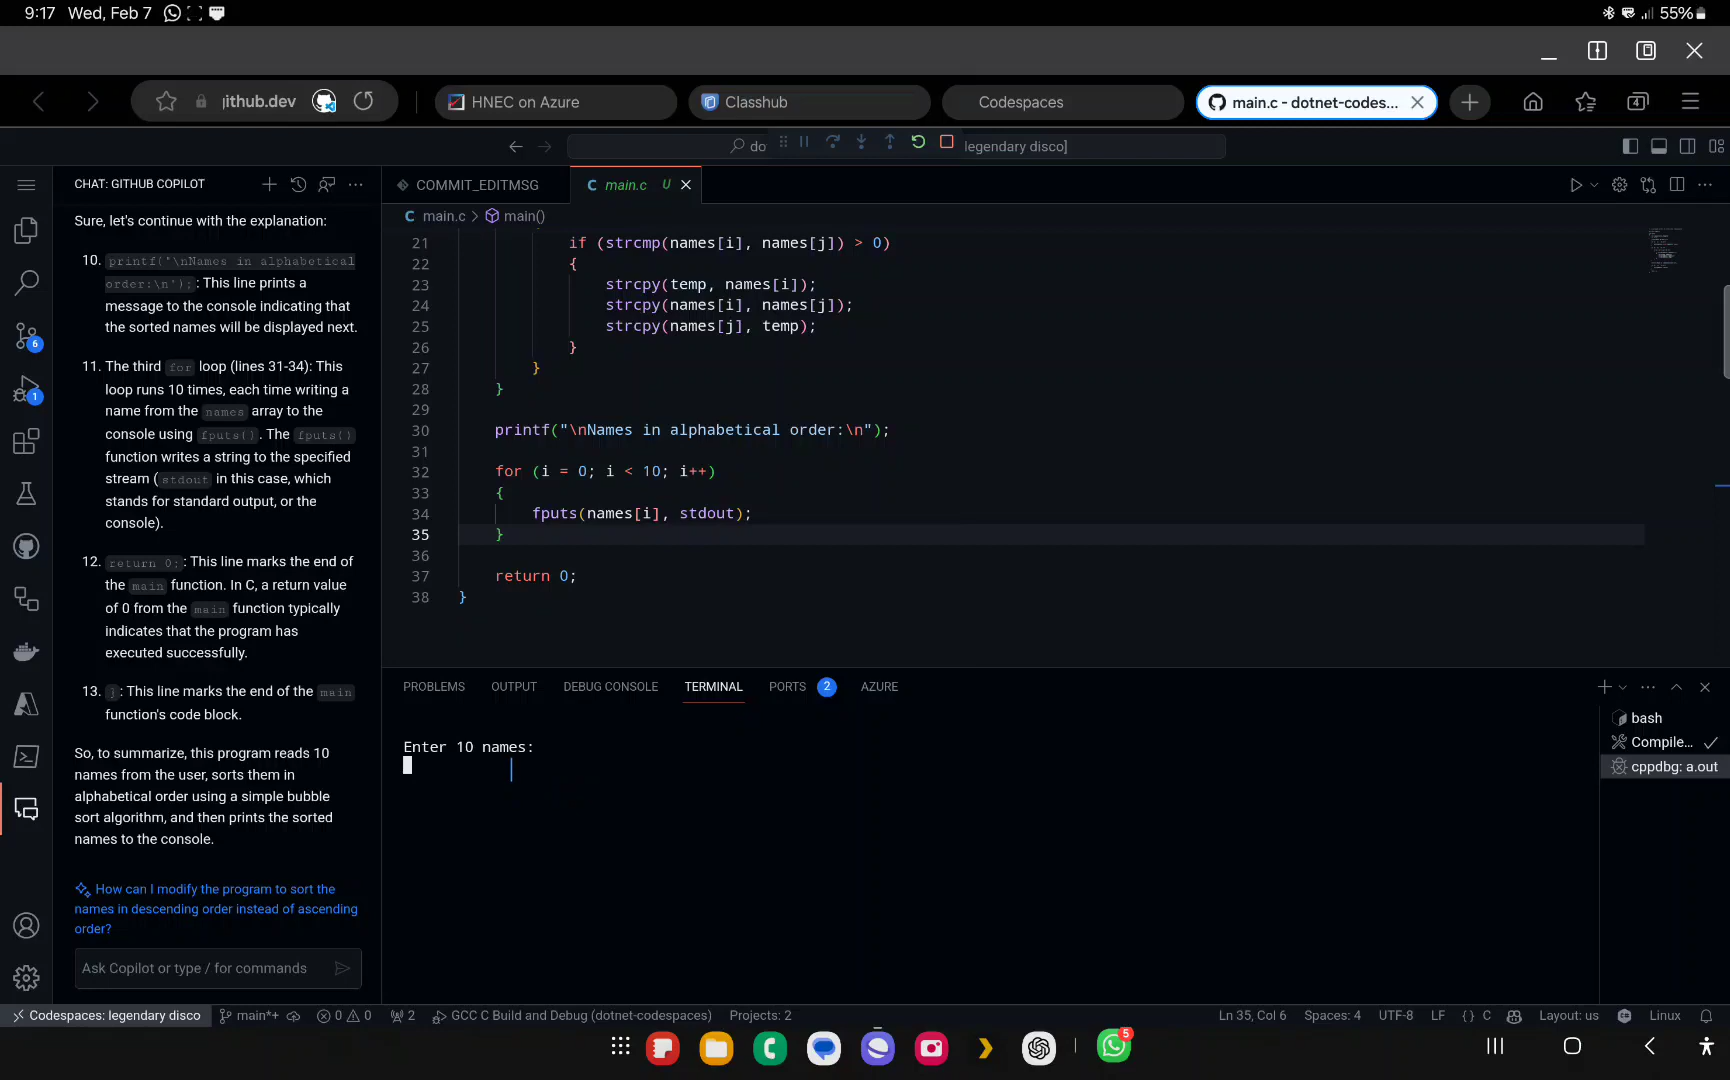 9:17 Wed, Feb 7
55%
ithub.dev
HNEC on Azure
Classhub
Codespaces
main.c - dotnet-codes...
4
do
legendary disco]
CHAT: GITHUB COPILOT
COMMIT_EDITMSG
C main.c U
C main.c > main()
Sure, let's continue with the explanation:
10. printf("\nNames in alphabetical
order:\n");: This line prints a
message to the console indicating that
the sorted names will be displayed next.
11. The third for loop (lines 31-34): This
loop runs 10 times, each time writing a
name from the names array to the
console using fputs(). The fputs()
function writes a string to the specified
stream (stdout in this case, which
stands for standard output, or the
console).
12. return 0;: This line marks the end of
the main function. In C, a return value
of 0 from the main function typically
indicates that the program has
executed successfully.
13. }: This line marks the end of the main
function's code block.
So, to summarize, this program reads 10
names from the user, sorts them in
alphabetical order using a simple bubble
sort algorithm, and then prints the sorted
names to the console.
How can I modify the program to sort the
names in descending order instead of ascending
order?
Ask Copilot or type / for commands
6
1
21 if (strcmp(names[i], names[j]) > 0)
22 {
23 strcpy(temp, names[i]);
24 strcpy(names[i], names[j]);
25 strcpy(names[j], temp);
26 }
27 }
28 }
29
30 printf("\nNames in alphabetical order:\n");
31
32 for (i = 0; i < 10; i++)
33 {
34 fputs(names[i], stdout);
35 }
36
37 return 0;
38 }
PROBLEMS OUTPUT DEBUG CONSOLE TERMINAL PORTS 2 AZURE
Enter 10 names:
bash
Compile...
cppdbg: a.out
Codespaces: legendary disco main*+ 0 0 2 GCC C Build and Debug (dotnet-codespaces) Projects: 2 Ln 35, Col 6 Spaces: 4 UTF-8 LF {} C Layout: us Linux
5